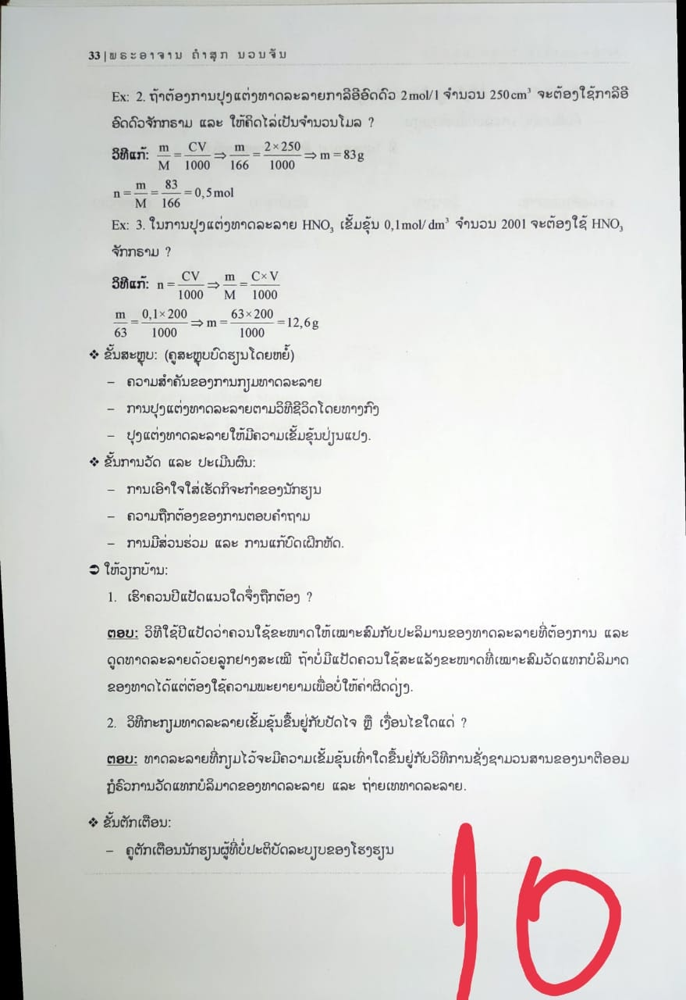 33 | ພຣະອາຈານ ຄໍາສຸກ ນວນຈັນ
Ex: 2. ຖ້າຕ້ອງການປຸງແຕ່ງທາດລະລາຍກາລີອີອົດດົວ 2mol/l ຈໍານວນ 250cm³ ຈະຕ້ອງໃຊ້ກາລີອີ
ອົດດົວຈັກກຣາມ ແລະ ໃຫ້ຄິດໄລ່ເປັນຈໍານວນໂມລ ?
ວິທີແກ້: m/M = CV/1000 ⇒ m/166 = 2×250/1000 ⇒ m = 83g
n = m/M = 83/166 = 0,5mol
Ex: 3. ໃນການປຸງແຕ່ງທາດລະລາຍ HNO₃ ເຂັ້ມຂຸ້ນ 0,1mol/dm³ ຈໍານວນ 2001 ຈະຕ້ອງໃຊ້ HNO₃
ຈັກກຣາມ ?
ວິທີແກ້: n = CV/1000 ⇒ m/M = C×V/1000
m/63 = 0,1×200/1000 ⇒ m = 63×200/1000 = 12,6g
❖ ຂັ້ນສະຫຼຸບ: (ຄູສະຫຼຸບບົດຮຽນໂດຍຫຍໍ້)
– ຄວາມສໍາຄັນຂອງການກຽມທາດລະລາຍ
– ການປຸງແຕ່ງທາດລະລາຍຕາມວິທີຊີວິດໂດຍທາງກົງ
– ປຸງແຕ່ງທາດລະລາຍໃຫ້ມີຄວາມເຂັ້ມຂຸ້ນປ່ຽນແປງ.
❖ ຂັ້ນການວັດ ແລະ ປະເມີນຜົນ:
– ການເອົາໃຈໃສ່ເຮັດກິຈະກໍາຂອງນັກຮຽນ
– ຄວາມຖືກຕ້ອງຂອງການຕອບຄໍາຖາມ
– ການມີສ່ວນຮ່ວມ ແລະ ການແກ້ບົດເຝິກຫັດ.
➲ ໃຫ້ວຽກບ້ານ:
1. ເຮົາຄວນປີແປັດແນວໃດຈຶ່ງຖືກຕ້ອງ ?
ຕອບ: ວິທີໃຊ້ປີແປັດວ່າຄວນໃຊ້ຂະໜາດໃຫ້ເໝາະສົມກັບປະລິມານຂອງທາດລະລາຍທີ່ຕ້ອງການ ແລະ
ດູດທາດລະລາຍດ້ວຍລູກຢາງສະເໝີ ຖ້າບໍ່ມີແປັດຄວນໃຊ້ສະແລັງຂະໜາດທີ່ເໝາະສົມວັດແທກບໍລິມາດ
ຂອງທາດໄດ້ແຕ່ຕ້ອງໃຊ້ຄວາມພະຍາຍາມເພື່ອບໍ່ໃຫ້ຄ່າຜິດດ່ຽງ.
2. ວິທີກະກຽມທາດລະລາຍເຂັ້ມຂຸ້ນຂື້ນຢູ່ກັບປັດໄຈ ຫຼື ເງື່ອນໄຂໃດແດ່ ?
ຕອບ: ທາດລະລາຍທີ່ກຽມໄວ້ຈະມີຄວາມເຂັ້ມຂຸ້ນເທົ່າໃດຂື້ນຢູ່ກັບວິທີການຊັ່ງຊາມວນສານຂອງນາຕີອອມ
ກູໍຣົວການວັດແທກບໍລິມາດຂອງທາດລະລາຍ ແລະ ຖ່າຍເທທາດລະລາຍ.
❖ ຂັ້ນຕັກເຕືອນ:
– ຄູຕັກເຕືອນນັກຮຽນຜູ້ທີ່ບໍ່ປະຕິບັດລະບຽບຂອງໂຮງຮຽນ
10